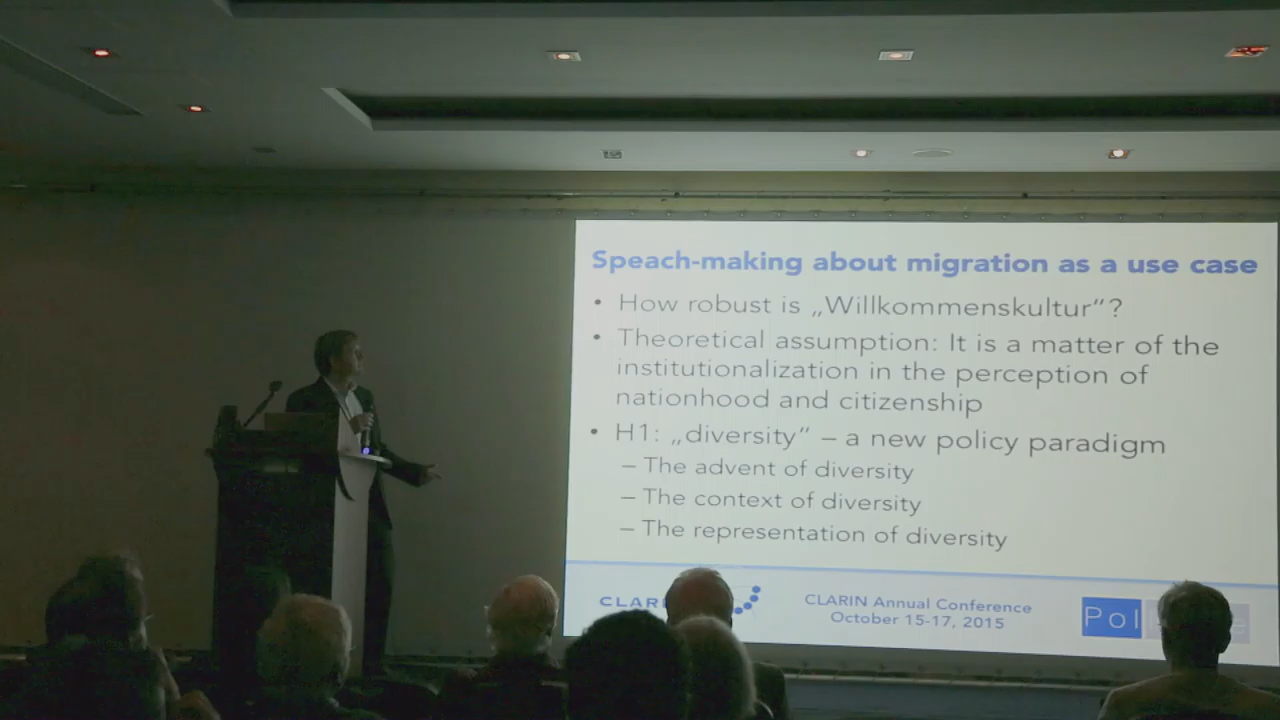 Speach-making about migration as a use case
• How robust is „Willkommenskultur“?
• Theoretical assumption: It is a matter of the
institutionalization in the perception of
nationhood and citizenship
• H1: „diversity” – a new policy paradigm
– The advent of diversity
– The context of diversity
– The representation of diversity
CLARIN Annual Conference
October 15-17, 2015
Pol